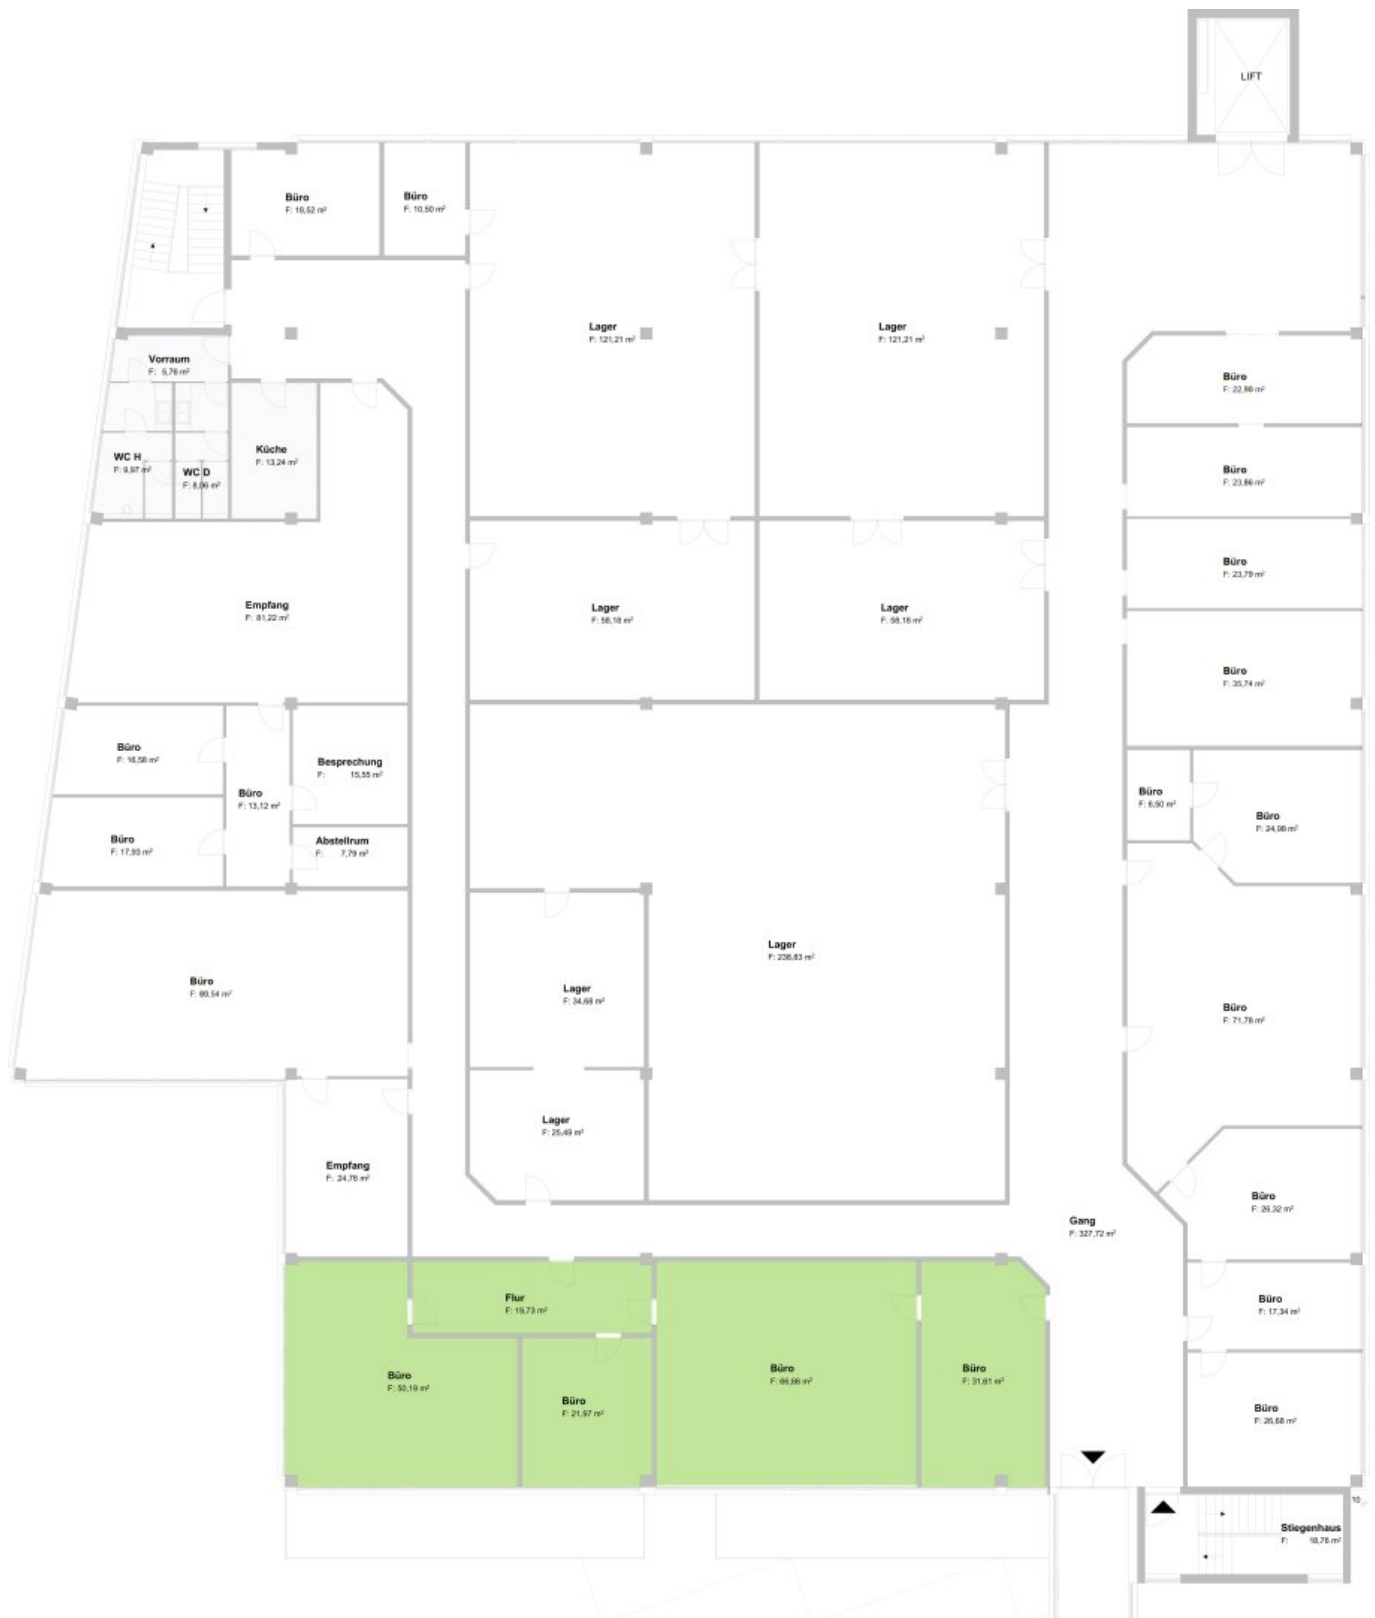 LIFT
Büro
F: 18,52 m²
Büro
F: 10,50 m²
Lager
F: 121,21 m²
Lager
F: 121,21 m²
Vorraum
F: 5,76 m²
Büro
F: 22,90 m²
WC H
F: 9,97 m²
WC D
F: 8,06 m²
Küche
F: 13,24 m²
Büro
F: 23,86 m²
Büro
F: 23,79 m²
Empfang
F: 81,22 m²
Lager
F: 58,18 m²
Lager
F: 58,18 m²
Büro
F: 35,74 m²
Büro
F: 16,58 m²
Besprechung
F: 15,55 m²
Büro
F: 13,12 m²
Büro
F: 6,50 m²
Büro
F: 24,98 m²
Büro
F: 17,93 m²
Abstellrum
F: 7,79 m²
Lager
F: 238,83 m²
Büro
F: 89,54 m²
Lager
F: 34,68 m²
Büro
F: 71,78 m²
Lager
F: 25,49 m²
Empfang
F: 24,76 m²
Büro
F: 26,32 m²
Gang
F: 327,72 m²
Flur
F: 19,73 m²
Büro
F: 17,34 m²
Büro
F: 50,19 m²
Büro
F: 21,97 m²
Büro
F: 66,66 m²
Büro
F: 31,61 m²
Büro
F: 26,68 m²
10
Stiegenhaus
F: 18,76 m²